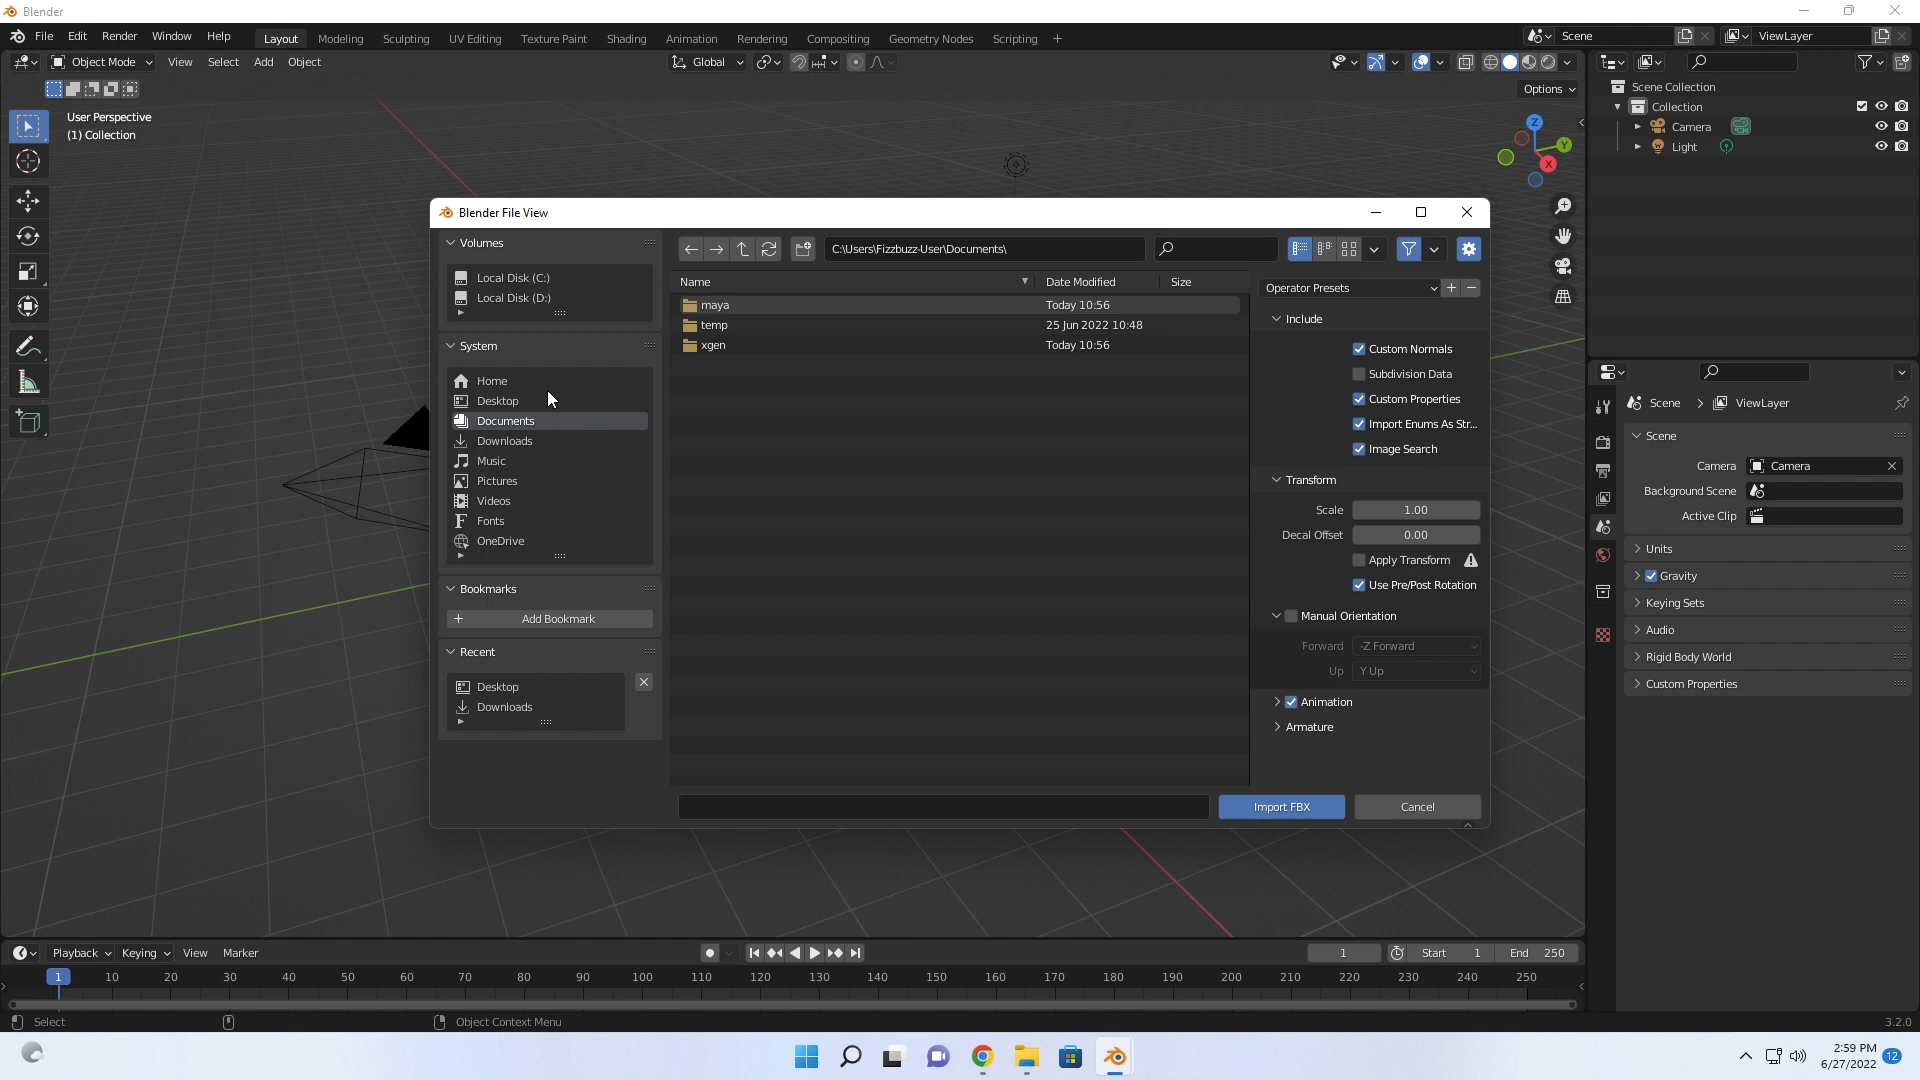 Blender
File Edit Render Window Help Layout Modeling Sculpting UV Editing Texture Paint Shading Animation Rendering Compositing Geometry Nodes Scripting + Scene ViewLayer
Object Mode View Select Add Object Global
Options
User Perspective
(1) Collection
Z
Y
X
Scene Collection
Collection
Camera
Light
Blender File View
Volumes
Local Disk (C:)
Local Disk (D:)
System
Home
Desktop
Documents
Downloads
Music
Pictures
Videos
Fonts
OneDrive
Bookmarks
+ Add Bookmark
Recent
Desktop
Downloads
C:\Users\Fizzbuzz-User\Documents\
Name Date Modified Size
maya Today 10:56
temp 25 Jun 2022 10:48
xgen Today 10:56
Operator Presets
Include
Custom Normals
Subdivision Data
Custom Properties
Import Enums As Str...
Image Search
Transform
Scale 1.00
Decal Offset 0.00
Apply Transform
Use Pre/Post Rotation
Manual Orientation
Forward -Z Forward
Up Y Up
Animation
Armature
Import FBX Cancel
Scene > ViewLayer
Scene
Camera Camera
Background Scene
Active Clip
Units
Gravity
Keying Sets
Audio
Rigid Body World
Custom Properties
Playback Keying View Marker 1 Start 1 End 250
1 10 20 30 40 50 60 70 80 90 100 110 120 130 140 150 160 170 180 190 200 210 220 230 240 250
Select Object Context Menu 3.2.0
2:59 PM
6/27/2022
12